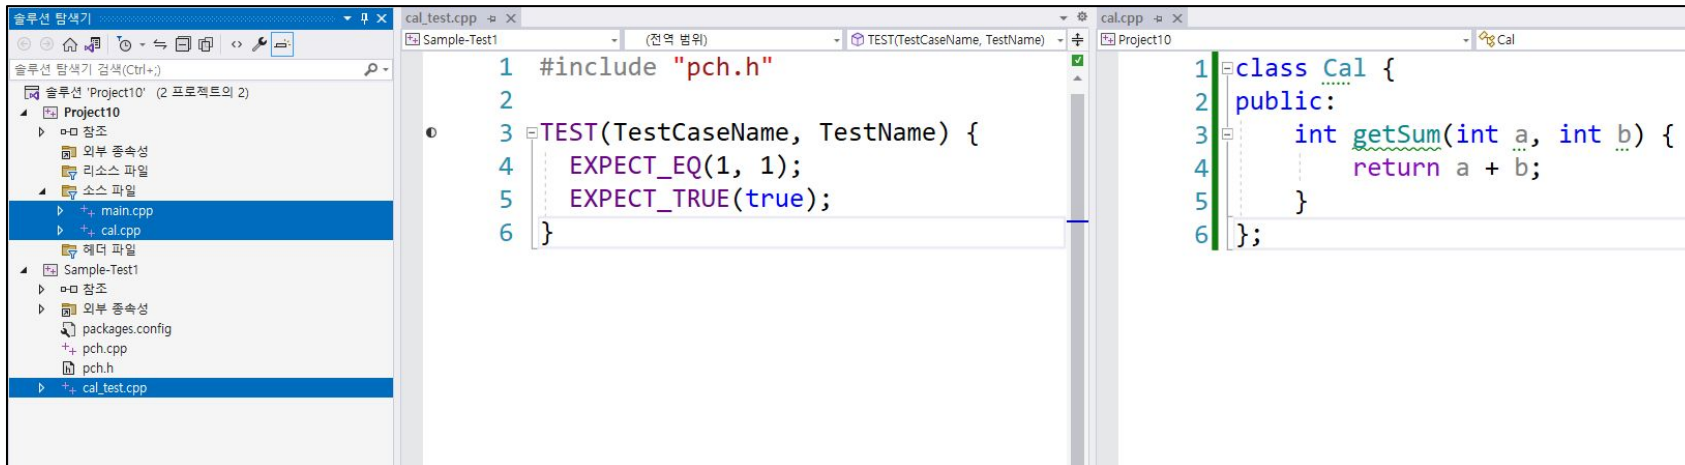 솔루션 탐색기
솔루션 탐색기 검색(Ctrl+;)
솔루션 'Project10' (2 프로젝트의 2)
Project10
참조
외부 종속성
리소스 파일
소스 파일
main.cpp
cal.cpp
헤더 파일
Sample-Test1
참조
외부 종속성
packages.config
pch.cpp
pch.h
cal_test.cpp
cal_test.cpp
Sample-Test1 (전역 범위) TEST(TestCaseName, TestName)
1 #include "pch.h"
2
3 TEST(TestCaseName, TestName) {
4 EXPECT_EQ(1, 1);
5 EXPECT_TRUE(true);
6 }
cal.cpp
Project10 Cal
1 class Cal {
2 public:
3 int getSum(int a, int b) {
4 return a + b;
5 }
6 };